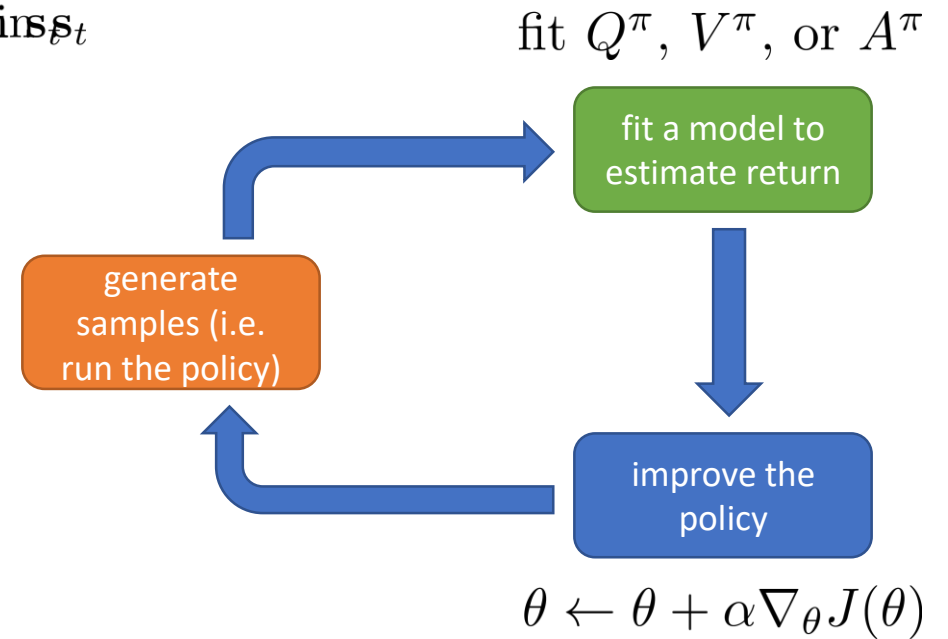 fit Q^π, V^π, or A^π
fit a model to
estimate return
generate
samples (i.e.
run the policy)
improve the
policy
θ ← θ + α∇_θ J(θ)